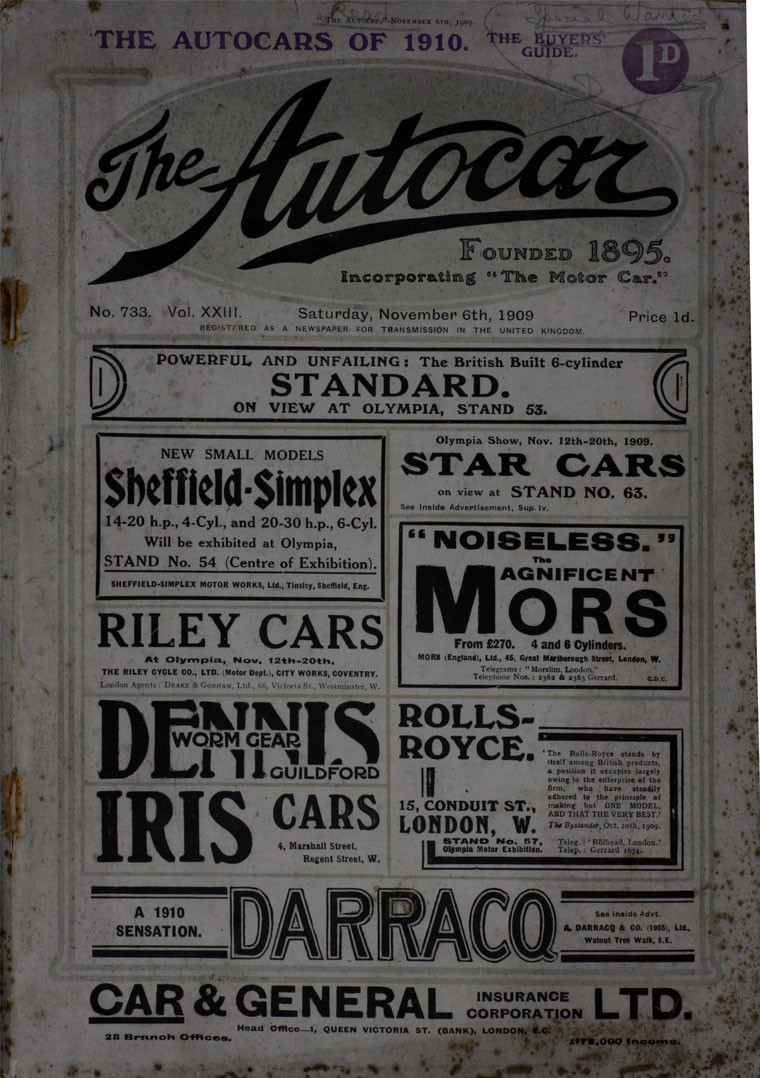 "The Autocar," November 6th, 1909.
Special Wanted
THE AUTOCARS OF 1910. THE BUYERS' GUIDE.
1D
The Autocar
FOUNDED 1895.
Incorporating "The Motor Car."
No. 733. Vol. XXIII. Saturday, November 6th, 1909 Price 1d.
REGISTERED AS A NEWSPAPER FOR TRANSMISSION IN THE UNITED KINGDOM.
POWERFUL AND UNFAILING: The British Built 6-cylinder
STANDARD.
ON VIEW AT OLYMPIA, STAND 53.
NEW SMALL MODELS
Sheffield-Simplex
14-20 h.p., 4-Cyl., and 20-30 h.p., 6-Cyl.
Will be exhibited at Olympia,
STAND No. 54 (Centre of Exhibition).
SHEFFIELD-SIMPLEX MOTOR WORKS, Ltd., Tinsley, Sheffield, Eng.
Olympia Show, Nov. 12th-20th, 1909.
STAR CARS
on view at STAND NO. 63.
See Inside Advertisement, Sup. iv.
"NOISELESS."
The
MAGNIFICENT
MORS
From £270. 4 and 6 Cylinders.
MORS (England), Ltd., 45, Great Marlborough Street, London, W.
Telegrams: "Morslim, London."
Telephone Nos.: 2362 & 2363 Gerrard. C.D.C.
RILEY CARS
At Olympia, Nov. 12th-20th,
THE RILEY CYCLE CO., LTD. (Motor Dept.), CITY WORKS, COVENTRY.
London Agents: DRAKE & GORHAM, Ltd., 66, Victoria St., Westminster, W.
DENNIS
WORM GEAR
GUILDFORD
IRIS CARS
4, Marshall Street,
Regent Street, W.
ROLLS-
ROYCE.
15, CONDUIT ST.,
LONDON, W.
STAND No. 57,
Olympia Motor Exhibition.
'The Rolls-Royce stands by
itself among British products,
a position it occupies largely
owing to the enterprise of the
firm, who have steadily
adhered to the principle of
making but ONE MODEL,
AND THAT THE VERY BEST.'
The Bystander, Oct. 20th, 1909.
Teleg.: 'Rolhead, London.'
Telep.: Gerrard 1654.
A 1910
SENSATION.
DARRACQ
See Inside Advt.
A. DARRACQ & CO. (1905), Ltd.,
Walnut Tree Walk, S.E.
CAR & GENERAL INSURANCE CORPORATION LTD.
28 Branch Offices. Head Office—1, QUEEN VICTORIA ST. (BANK), LONDON, E.C. £175,000 Income.